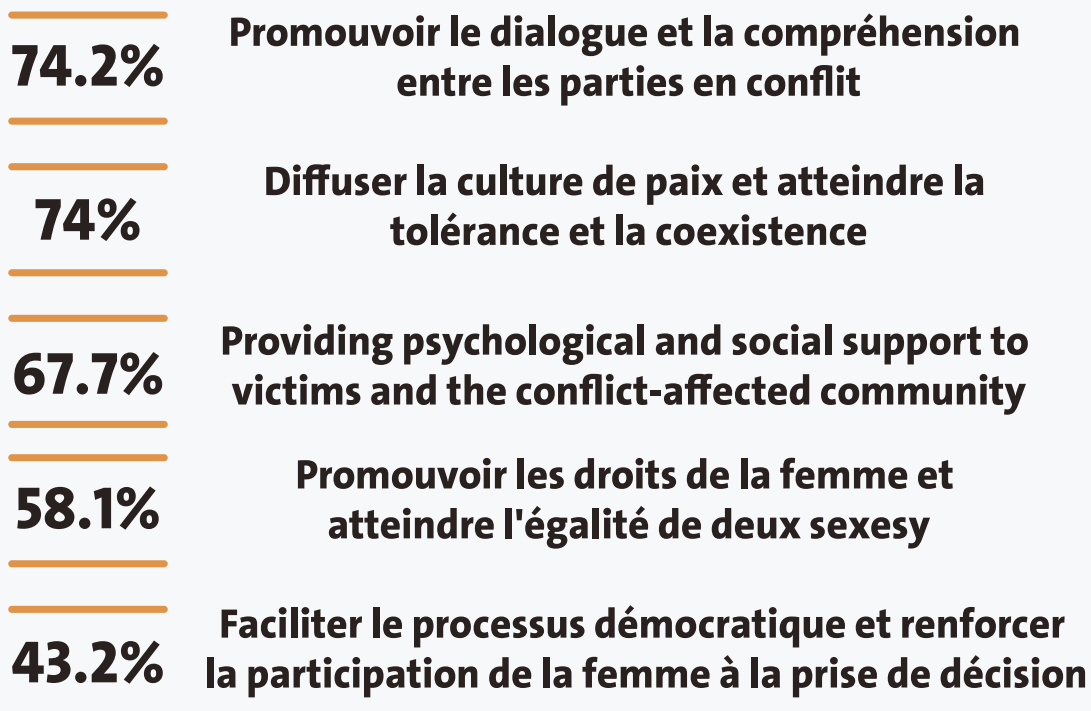 74.2%
Promouvoir le dialogue et la compréhension
entre les parties en conflit
74%
Diffuser la culture de paix et atteindre la
tolérance et la coexistence
67.7%
Providing psychological and social support to
victims and the conflict-affected community
58.1%
Promouvoir les droits de la femme et
atteindre l'égalité de deux sexesy
43.2%
Faciliter le processus démocratique et renforcer
la participation de la femme à la prise de décision